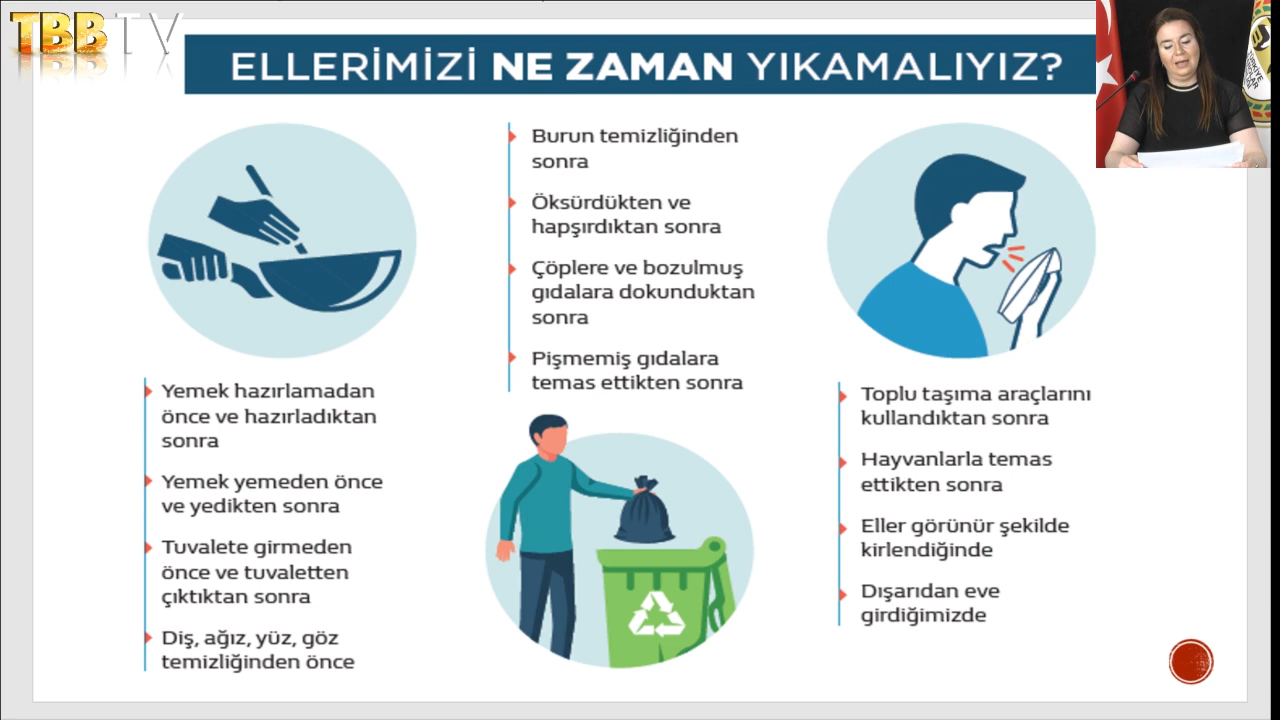 TBB TV
ELLERİMİZİ NE ZAMAN YIKAMALIYIZ?
Yemek hazırlamadan
önce ve hazırladıktan
sonra
Yemek yemeden önce
ve yedikten sonra
Tuvalete girmeden
önce ve tuvaletten
çıktıktan sonra
Diş, ağız, yüz, göz
temizliğinden önce
Burun temizliğinden
sonra
Öksürdükten ve
hapşırdıktan sonra
Çöplere ve bozulmuş
gıdalara dokunduktan
sonra
Pişmemiş gıdalara
temas ettikten sonra
Toplu taşıma araçlarını
kullandıktan sonra
Hayvanlarla temas
ettikten sonra
Eller görünür şekilde
kirlendiğinde
Dışarıdan eve
girdiğimizde